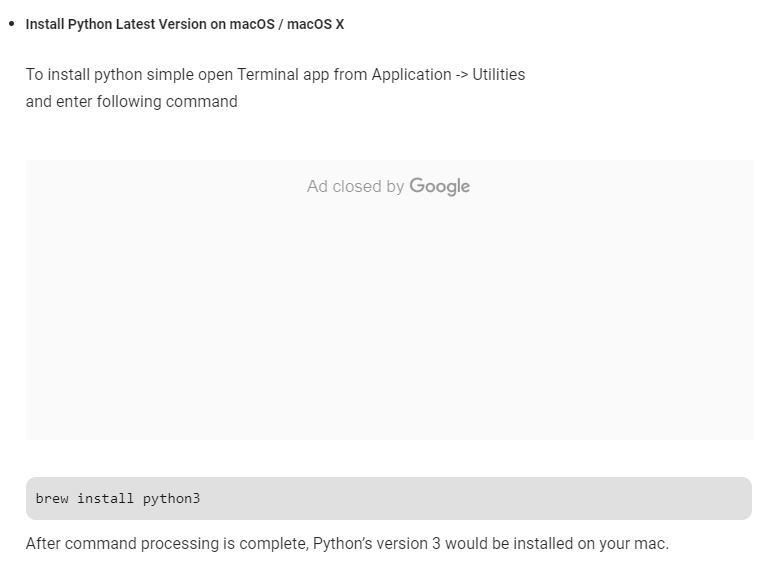 • Install Python Latest Version on macOS / macOS X
To install python simple open Terminal app from Application -> Utilities
and enter following command
Ad closed by Google
brew install python3
After command processing is complete, Python’s version 3 would be installed on your mac.